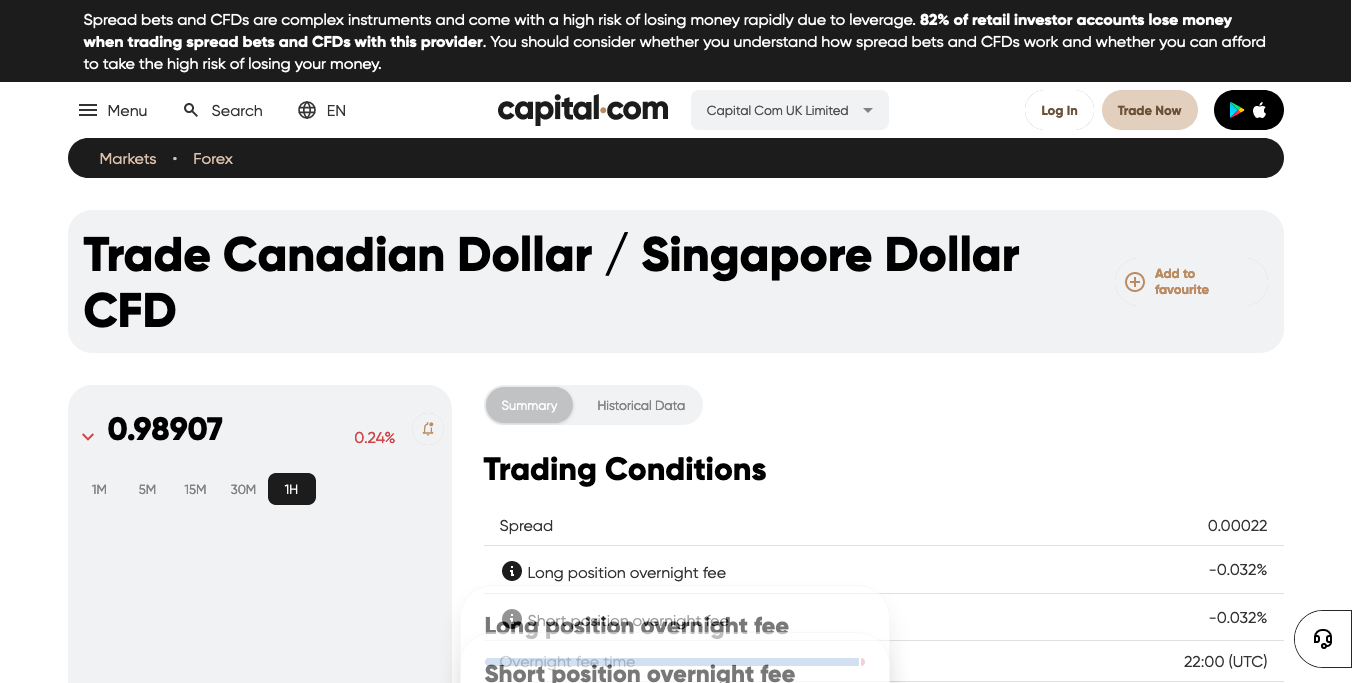 Spread bets and CFDs are complex instruments and come with a high risk of losing money rapidly due to leverage. 82% of retail investor accounts lose money
when trading spread bets and CFDs with this provider. You should consider whether you understand how spread bets and CFDs work and whether you can afford
to take the high risk of losing your money.
Menu
Search
EN
capital.com
Capital Com UK Limited
Log In
Trade Now
Markets • Forex
Trade Canadian Dollar / Singapore Dollar
CFD
Add to
favourite
0.98907
0.24%
1M 5M 15M 30M 1H
Summary
Historical Data
Trading Conditions
Spread 0.00022
Long position overnight fee -0.032%
Short position overnight fee -0.032%
Long position overnight fee
Overnight fee time 22:00 (UTC)
Short position overnight fee